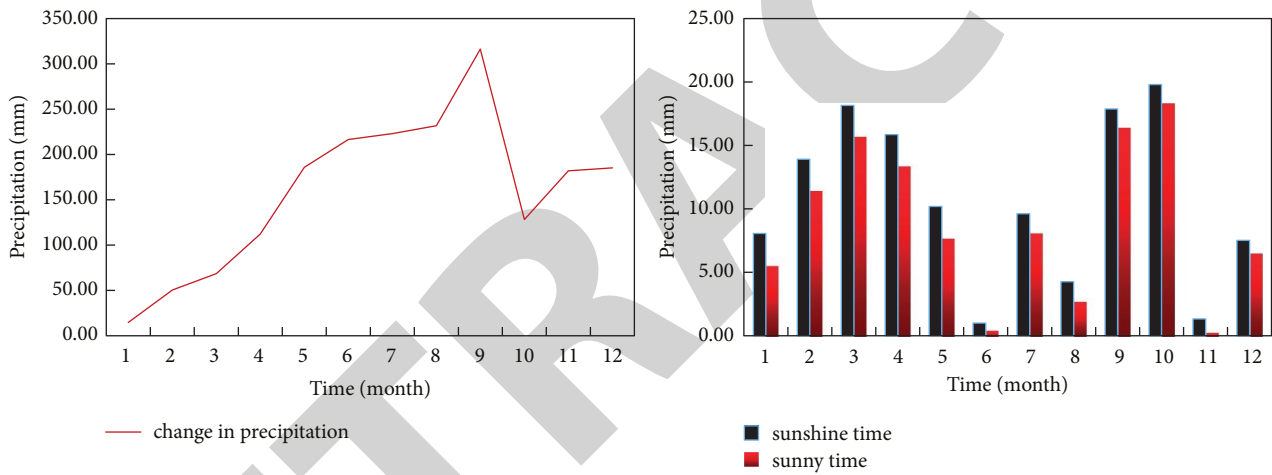 350.00
300.00
250.00
200.00
150.00
100.00
50.00
0.00
Precipitation (mm)
1 2 3 4 5 6 7 8 9 10 11 12
Time (month)
change in precipitation
25.00
20.00
15.00
10.00
5.00
0.00
Precipitation (mm)
1 2 3 4 5 6 7 8 9 10 11 12
Time (month)
sunshine time
sunny time
TRAC